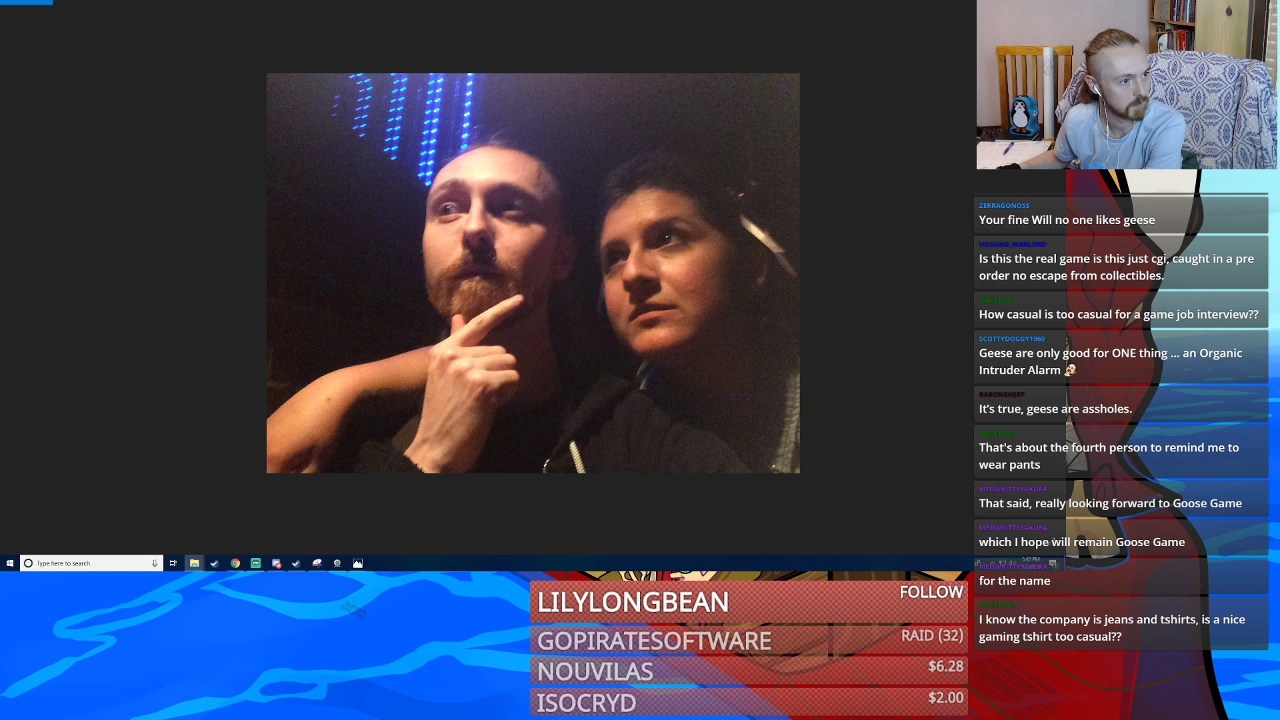 ZERRAGONOSS
Your fine Will no one likes geese
UNSUNG_WARLORD
Is this the real game is this just cgi, caught in a pre
order no escape from collectibles.
How casual is too casual for a game job interview??
SCOTTYDOGGY1969
Geese are only good for ONE thing ... an Organic
Intruder Alarm
BARONSHEEP
It's true, geese are assholes.
That's about the fourth person to remind me to
wear pants
MEOWKITTYSAKURA
That said, really looking forward to Goose Game
MEOWKITTYSAKURA
which I hope will remain Goose Game
MEOWKITTYSAKURA
for the name
I know the company is jeans and tshirts, is a nice
gaming tshirt too casual??
Type here to search
3:42 PM
LILYLONGBEAN FOLLOW
GOPIRATESOFTWARE RAID (32)
NOUVILAS $6.28
ISOCRYD $2.00